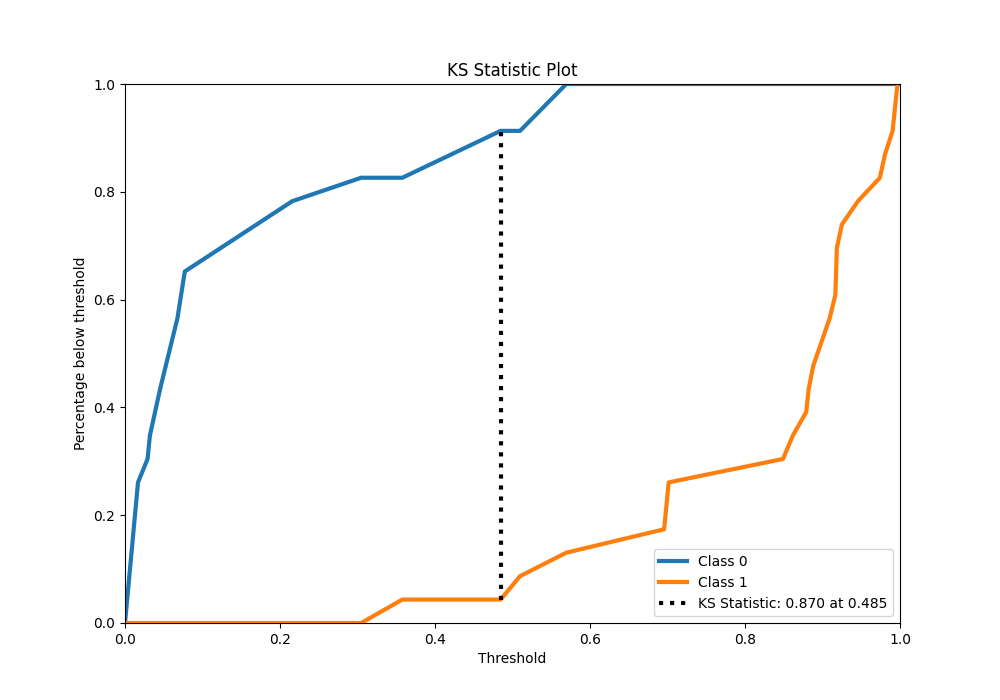 KS Statistic Plot
1.0
0.8
0.6
0.4
0.2
0.0
Percentage below threshold
0.0 0.2 0.4 0.6 0.8 1.0
Threshold
Class 0
Class 1
KS Statistic: 0.870 at 0.485